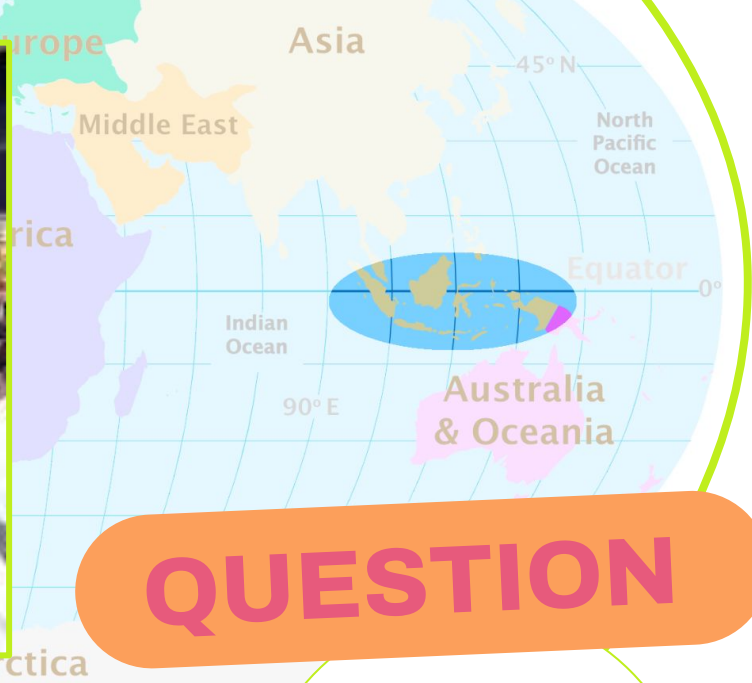 urope
Asia
45° N
Middle East
North
Pacific
Ocean
rica
Equator
0°
Indian
Ocean
90° E
Australia
& Oceania
QUESTION
ctica